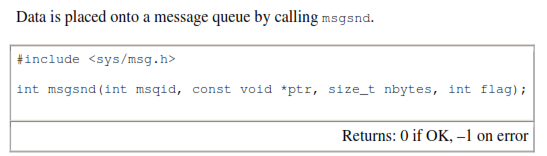 Data is placed onto a message queue by calling msgsnd.
#include <sys/msg.h>
int msgsnd(int msqid, const void *ptr, size_t nbytes, int flag);
Returns: 0 if OK, –1 on error